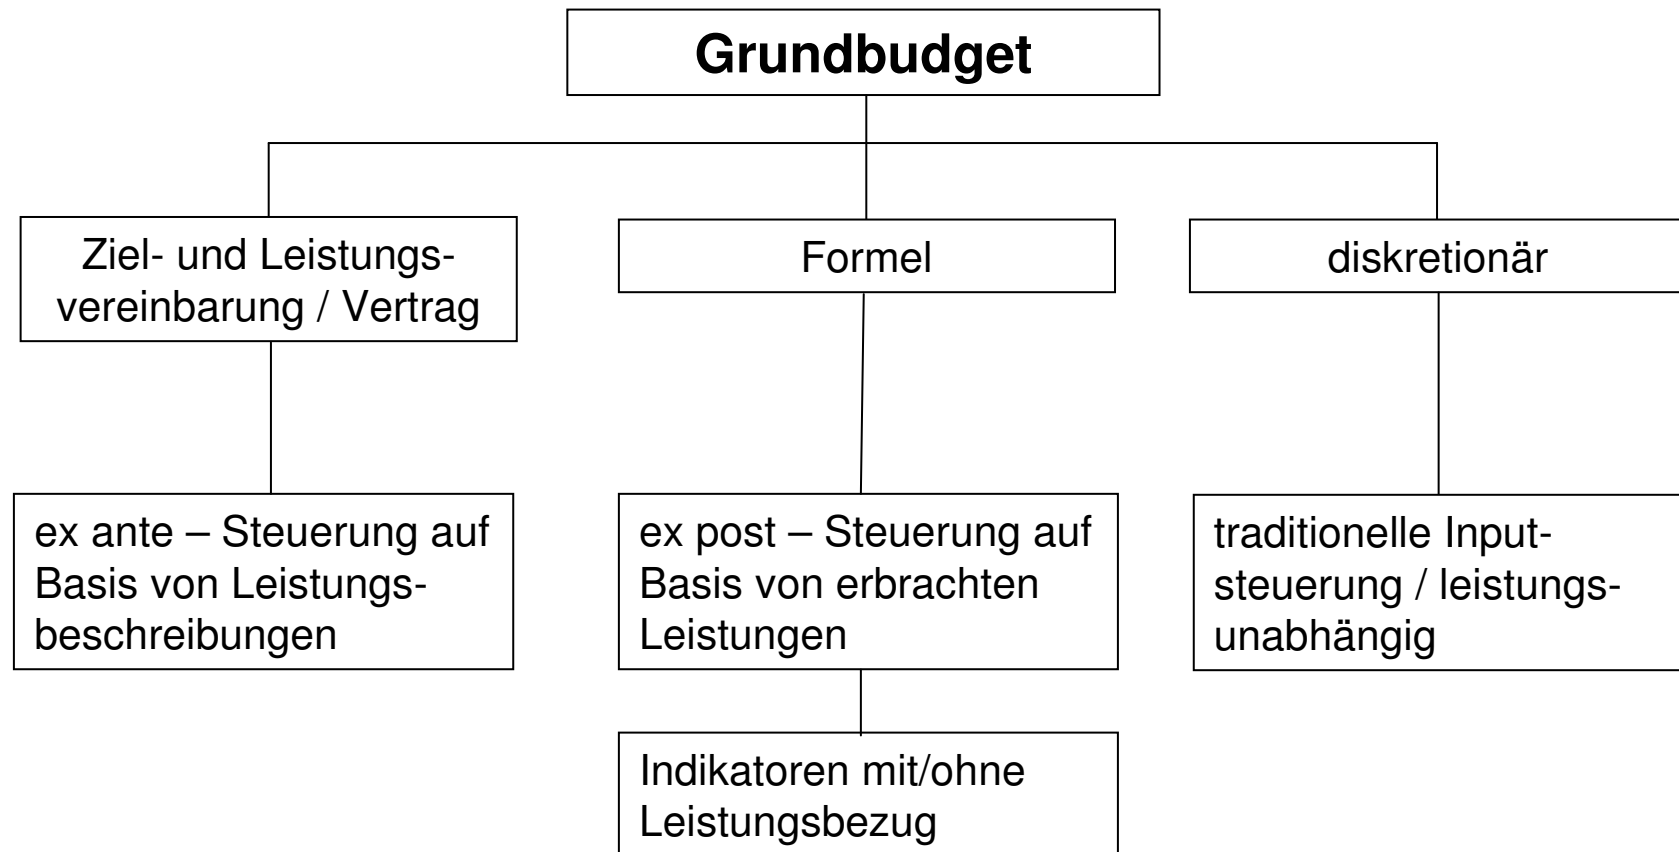 Grundbudget
Ziel- und Leistungs-
vereinbarung / Vertrag
Formel
diskretionär
ex ante – Steuerung auf
Basis von Leistungs-
beschreibungen
ex post – Steuerung auf
Basis von erbrachten
Leistungen
traditionelle Input-
steuerung / leistungs-
unabhängig
Indikatoren mit/ohne
Leistungsbezug